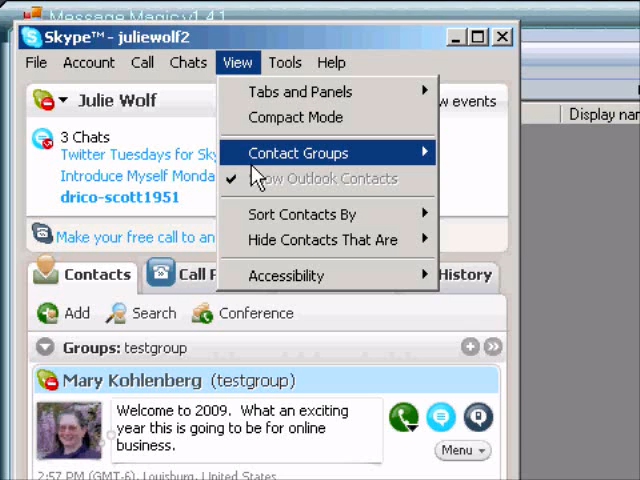 Message Magic v1.4.1
Skype™ - juliewolf2
File Account Call Chats View Tools Help
Tabs and Panels
Julie Wolf
w events
Compact Mode
Display nar
3 Chats
Twitter Tuesdays for Sky
Contact Groups
Introduce Myself Monda
ow Outlook Contacts
drico-scott1951
Sort Contacts By
Make your free call to an
Hide Contacts That Are
Contacts
Call P
Accessibility
History
Add Search Conference
Groups: testgroup
Mary Kohlenberg (testgroup)
Welcome to 2009. What an exciting
year this is going to be for online
business.
Menu
2:57 PM (GMT-6), Louisburg, United States